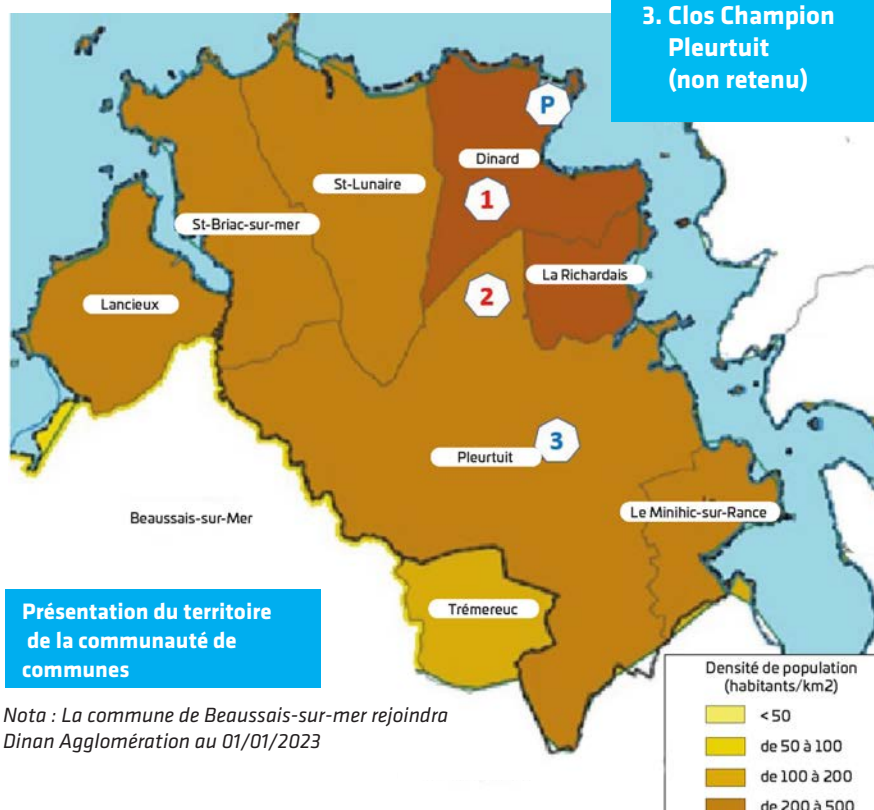 3. Clos Champion
Pleurtuit
(non retenu)
P
Dinard
St-Lunaire
1
St-Briac-sur-mer
La Richardais
Lancieux
2
3
Pleurtuit
Le Minihic-sur-Rance
Beaussais-sur-Mer
Trémereuc
Présentation du territoire
de la communauté de
communes
Nota : La commune de Beaussais-sur-mer rejoindra
Dinan Agglomération au 01/01/2023
Densité de population
(habitants/km2)
< 50
de 50 à 100
de 100 à 200
de 200 à 500